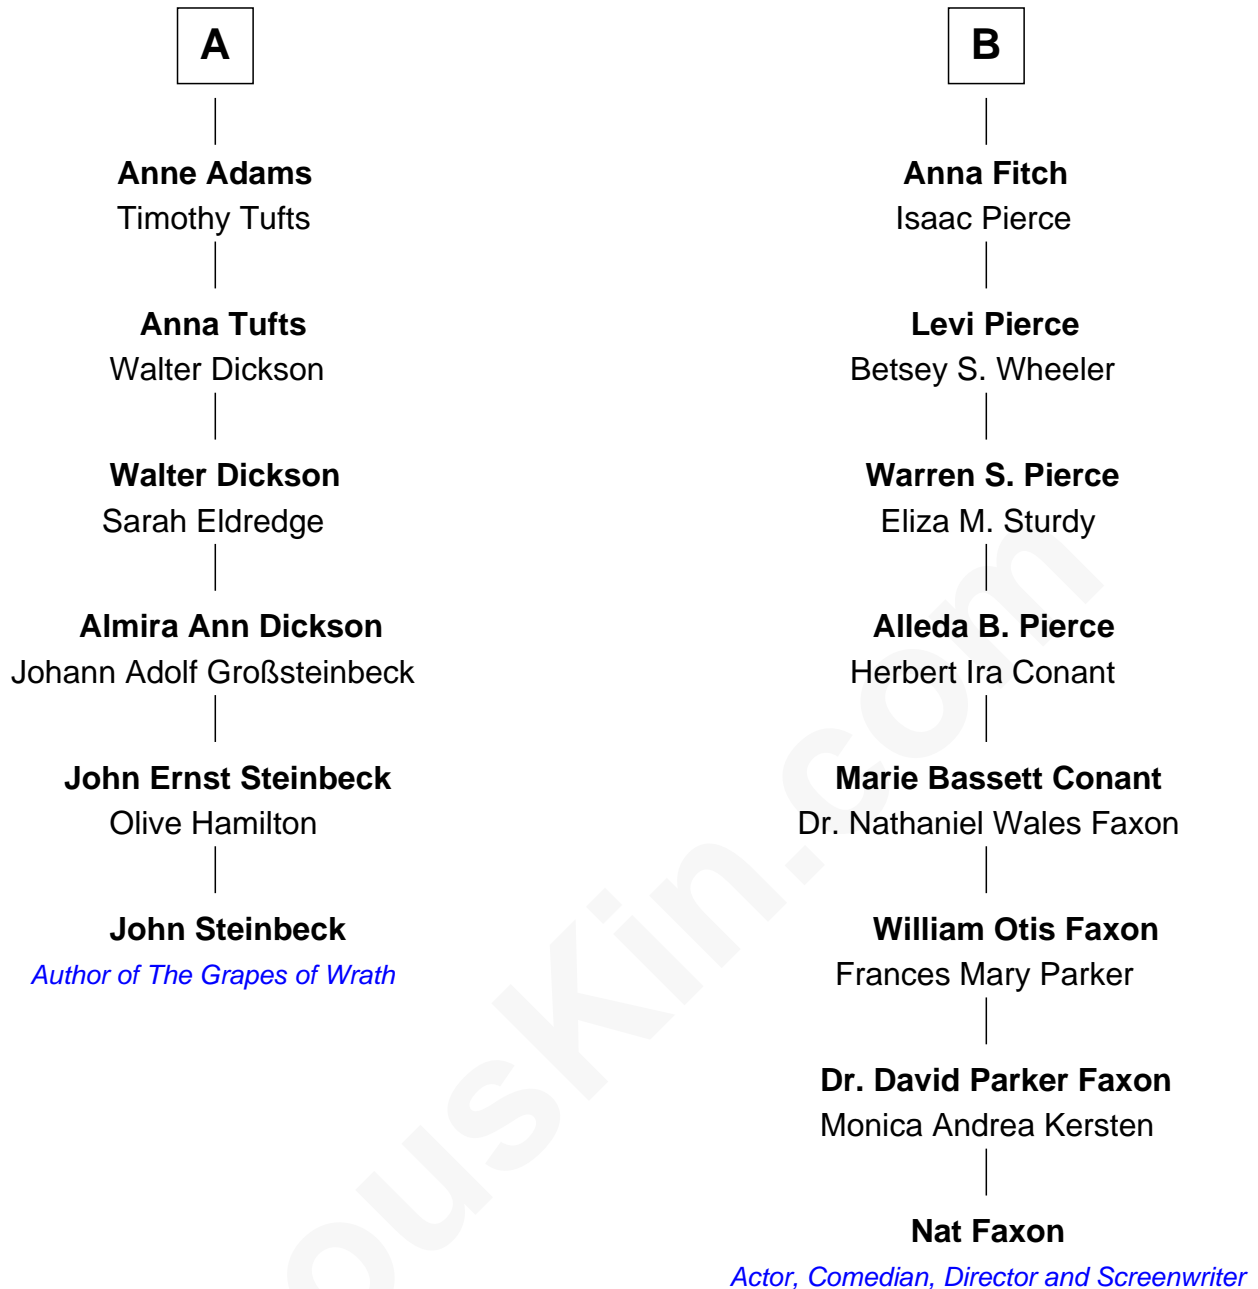 A
Anne Adams
Timothy Tufts
Anna Tufts
Walter Dickson
Walter Dickson
Sarah Eldredge
Almira Ann Dickson
Johann Adolf Großsteinbeck
John Ernst Steinbeck
Olive Hamilton
John Steinbeck
Author of The Grapes of Wrath
B
Anna Fitch
Isaac Pierce
Levi Pierce
Betsey S. Wheeler
Warren S. Pierce
Eliza M. Sturdy
Alleda B. Pierce
Herbert Ira Conant
Marie Bassett Conant
Dr. Nathaniel Wales Faxon
William Otis Faxon
Frances Mary Parker
Dr. David Parker Faxon
Monica Andrea Kersten
Nat Faxon
Actor, Comedian, Director and Screenwriter
ouskin.com